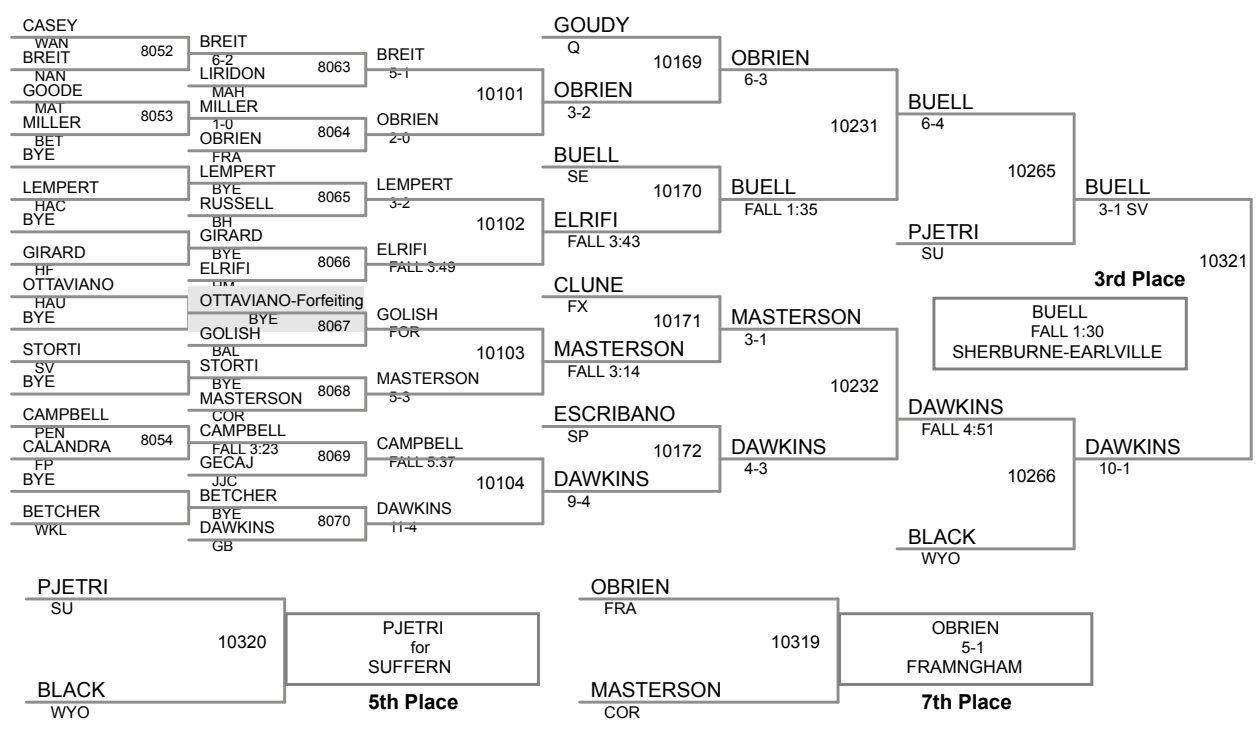 CASEY
WAN
8052
BREIT
NAN
GOODE
MAT
8053
MILLER
BET
BYE
LEMPERT
HAC
BYE
GIRARD
HF
OTTAVIANO
HAU
BYE
STORTI
SV
BYE
CAMPBELL
PEN
8054
CALANDRA
FP
BYE
BETCHER
WKL
BREIT
6-2
8063
LIRIDON
MAH
MILLER
1-0
8064
OBRIEN
FRA
LEMPERT
BYE
8065
RUSSELL
BH
GIRARD
BYE
8066
ELRIFI
HM
OTTAVIANO-Forfeiting
BYE
8067
GOLISH
BAL
STORTI
BYE
8068
MASTERSON
COR
CAMPBELL
FALL 3:23
8069
GECAJ
JJC
BETCHER
BYE
8070
DAWKINS
GB
BREIT
5-1
10101
OBRIEN
2-0
LEMPERT
3-2
10102
ELRIFI
FALL 3:49
GOLISH
FOR
10103
MASTERSON
5-3
CAMPBELL
FALL 5:37
10104
DAWKINS
11-4
GOUDY
Q
10169
OBRIEN
3-2
BUELL
SE
10170
ELRIFI
FALL 3:43
CLUNE
FX
10171
MASTERSON
FALL 3:14
ESCRIBANO
SP
10172
DAWKINS
9-4
OBRIEN
6-3
10231
BUELL
FALL 1:35
MASTERSON
3-1
10232
DAWKINS
4-3
BUELL
6-4
10265
PJETRI
SU
DAWKINS
FALL 4:51
10266
BLACK
WYO
BUELL
3-1 SV
10321
DAWKINS
10-1
3rd Place
BUELL
FALL 1:30
SHERBURNE-EARLVILLE
PJETRI
SU
10320
BLACK
WYO
PJETRI
for
SUFFERN
5th Place
OBRIEN
FRA
10319
MASTERSON
COR
OBRIEN
5-1
FRAMNGHAM
7th Place